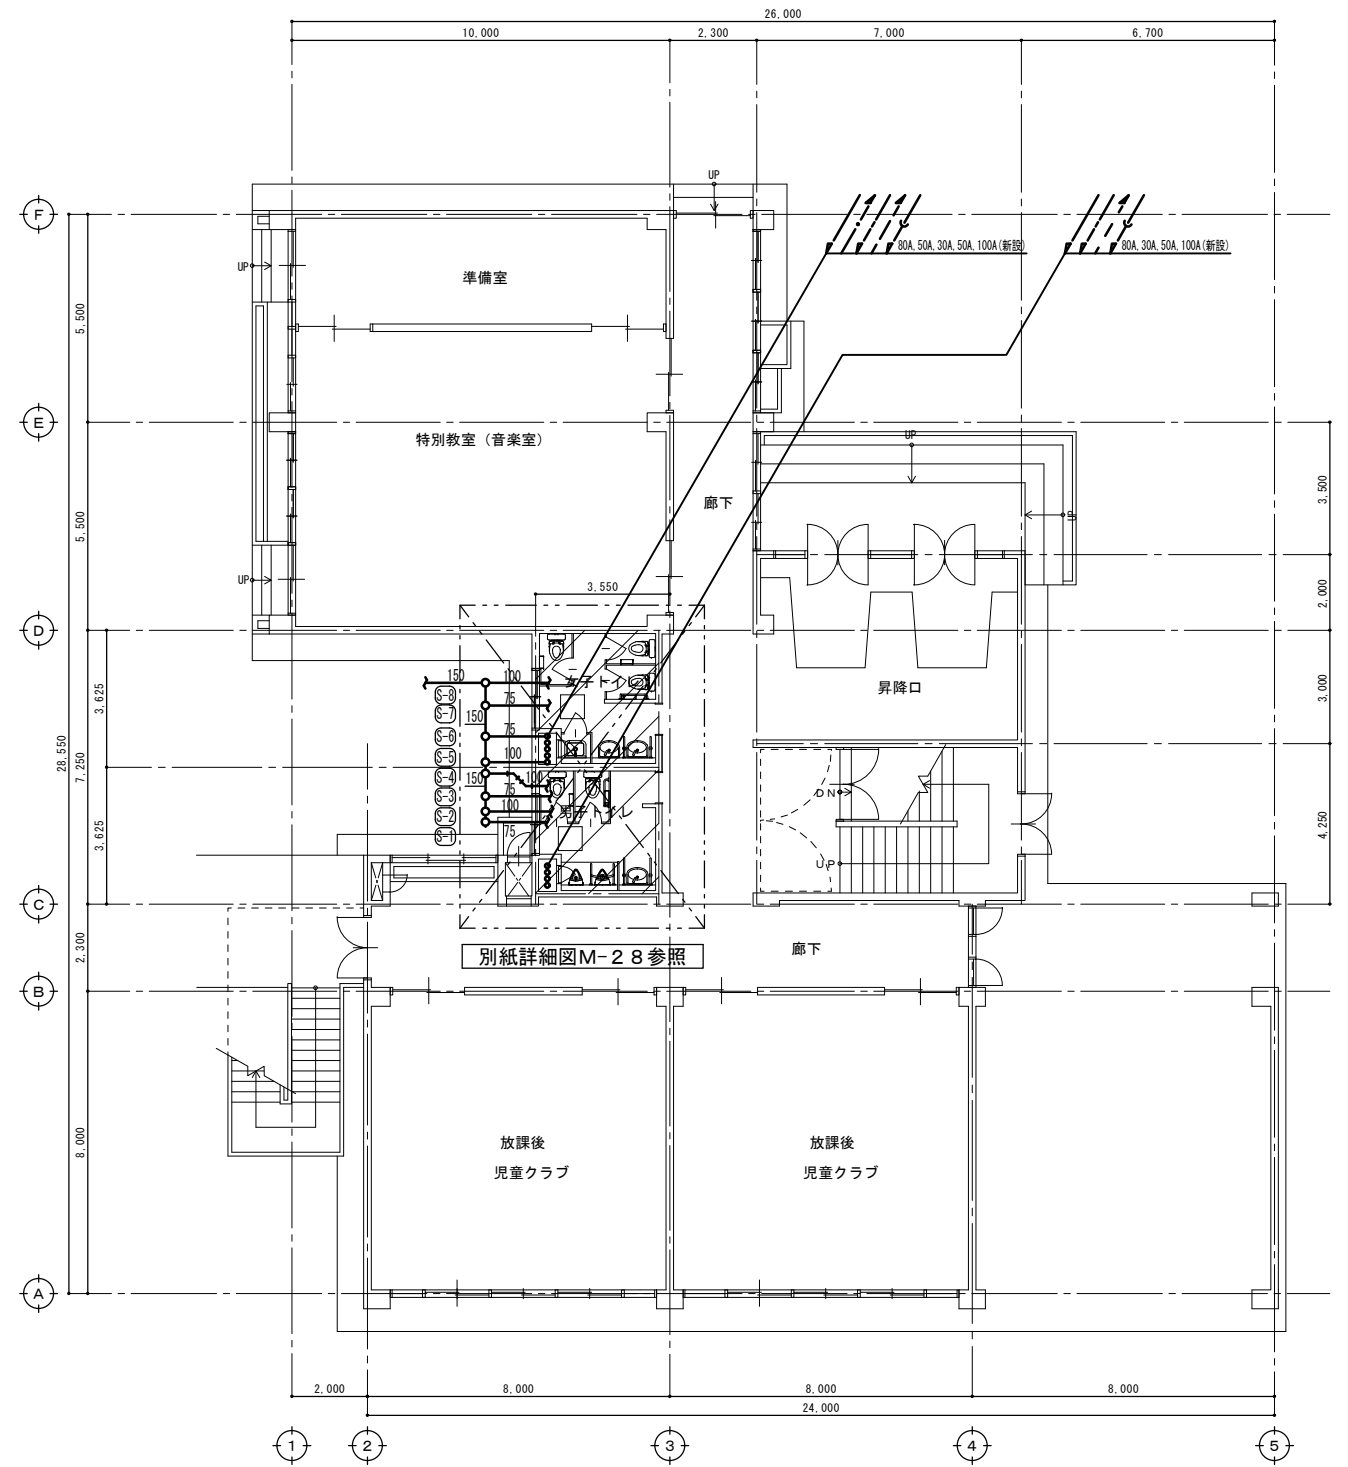 26,000
10,000
2,300
7,000
6,700
UP
F
80A, 50A, 30A, 50A, 100A(新設)
80A, 30A, 50A, 100A(新設)
UP
準備室
5,500
E
特別教室（音楽室）
UP
3,500
廊下
UP
5,500
UP
3,550
2,000
D
150
100
女子トイレ
S-8
75
S-7
150
3,625
昇降口
3,000
S-6
75
S-5
100
28,550
7,250
S-4
150
100
DN
S-3
75
S-2
100
男子トイレ
S-1
75
3,625
4,250
UP
C
2,300
別紙詳細図M-28参照
廊下
B
8,000
放課後
児童クラブ
放課後
児童クラブ
A
2,000
8,000
8,000
8,000
24,000
1
2
3
4
5